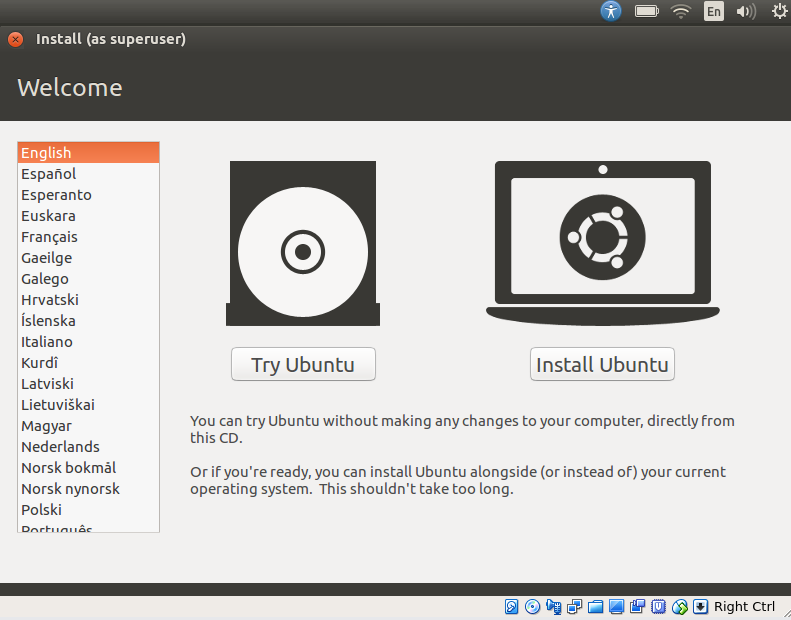 En
Install (as superuser)
Welcome
English
Español
Esperanto
Euskara
Français
Gaeilge
Galego
Hrvatski
Íslenska
Italiano
Kurdî
Latviski
Lietuviškai
Magyar
Nederlands
Norsk bokmål
Norsk nynorsk
Polski
Português
Try Ubuntu
Install Ubuntu
You can try Ubuntu without making any changes to your computer, directly from
this CD.
Or if you're ready, you can install Ubuntu alongside (or instead of) your current
operating system.  This shouldn't take too long.
Right Ctrl